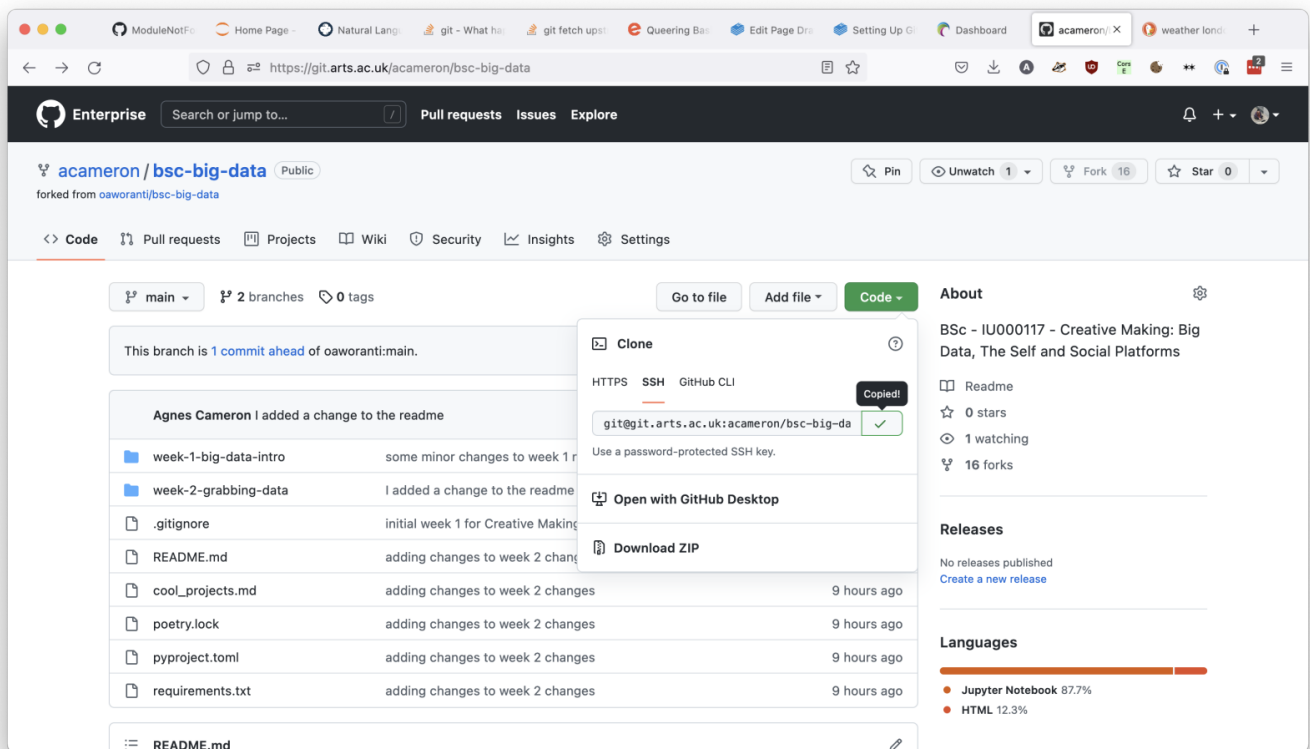 ModuleNotFo
Home Page -
Natural Lang
git - What ha
git fetch upst
Queering Bas
Edit Page Dra
Setting Up Gi
Dashboard
acameron/
weather lond
https://git.arts.ac.uk/acameron/bsc-big-data
2
Enterprise
Search or jump to...
/
Pull requests
Issues
Explore
acameron / bsc-big-data
Public
Pin
Unwatch 1
Fork 16
Star 0
forked from oaworanti/bsc-big-data
Code
Pull requests
Projects
Wiki
Security
Insights
Settings
main
2 branches
0 tags
Go to file
Add file
Code
This branch is 1 commit ahead of oaworanti:main.
Clone
HTTPS
SSH
GitHub CLI
Copied!
git@git.arts.ac.uk:acameron/bsc-big-da
Use a password-protected SSH key.
Open with GitHub Desktop
Download ZIP
Agnes Cameron I added a change to the readme
week-1-big-data-intro some minor changes to week 1 r
week-2-grabbing-data I added a change to the readme
.gitignore initial week 1 for Creative Making
README.md adding changes to week 2 chang
cool_projects.md adding changes to week 2 changes 9 hours ago
poetry.lock adding changes to week 2 changes 9 hours ago
pyproject.toml adding changes to week 2 changes 9 hours ago
requirements.txt adding changes to week 2 changes 9 hours ago
README.md
About
BSc - IU000117 - Creative Making: Big
Data, The Self and Social Platforms
Readme
0 stars
1 watching
16 forks
Releases
No releases published
Create a new release
Languages
Jupyter Notebook 87.7%
HTML 12.3%